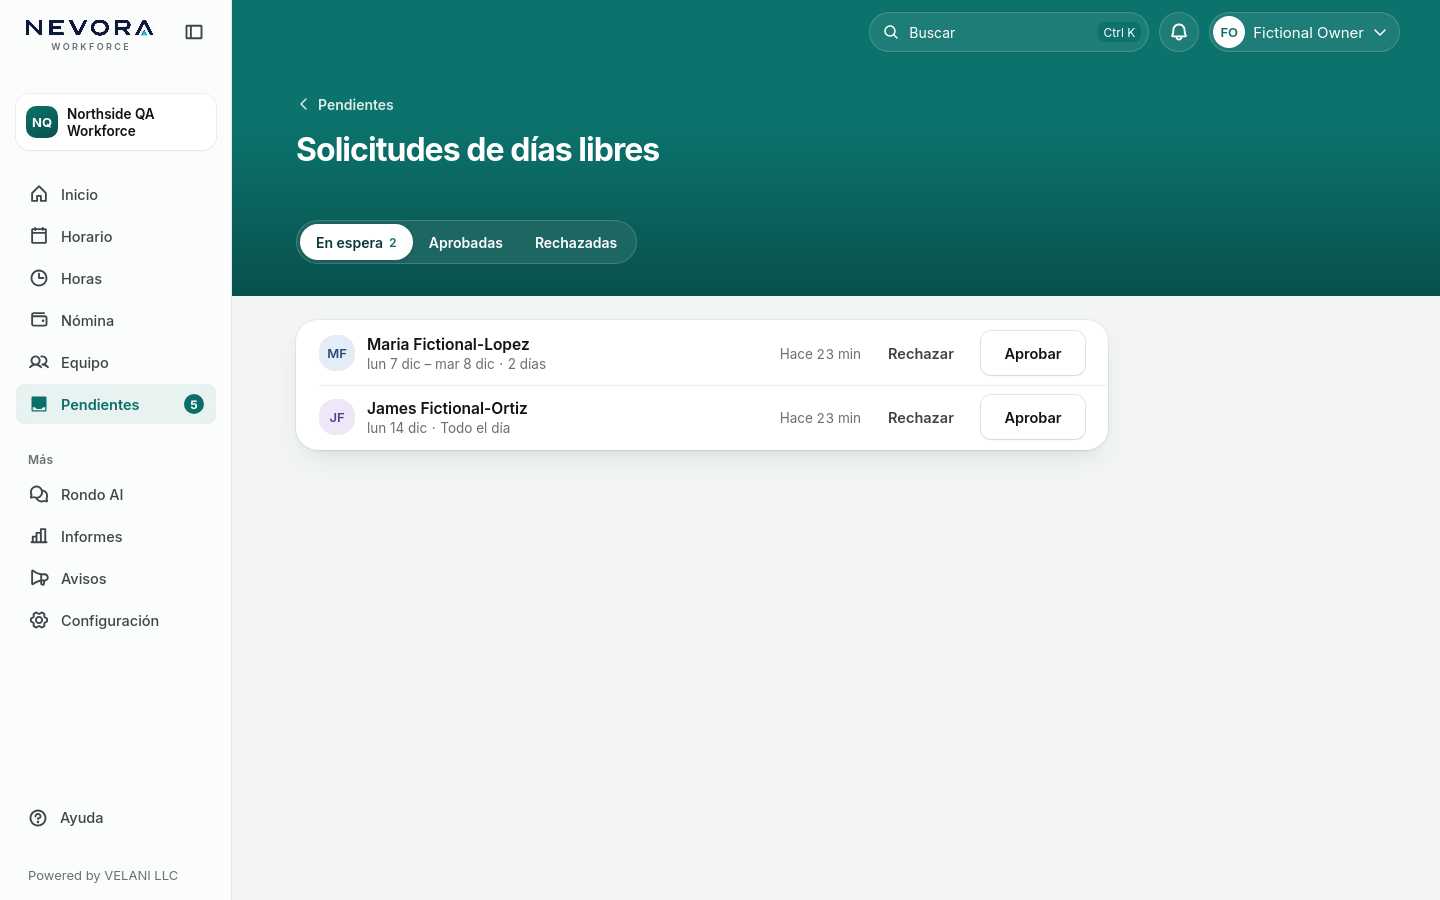 NEVORA
WORKFORCE
Buscar
Ctrl K
FO
Fictional Owner
NQ
Northside QA
Workforce
Pendientes
Solicitudes de días libres
En espera 2
Aprobadas
Rechazadas
Inicio
Horario
Horas
Nómina
Equipo
Pendientes
5
Más
Rondo AI
Informes
Avisos
Configuración
Ayuda
Powered by VELANI LLC
MF
Maria Fictional-Lopez
lun 7 dic – mar 8 dic · 2 días
Hace 23 min
Rechazar
Aprobar
JF
James Fictional-Ortiz
lun 14 dic · Todo el día
Hace 23 min
Rechazar
Aprobar